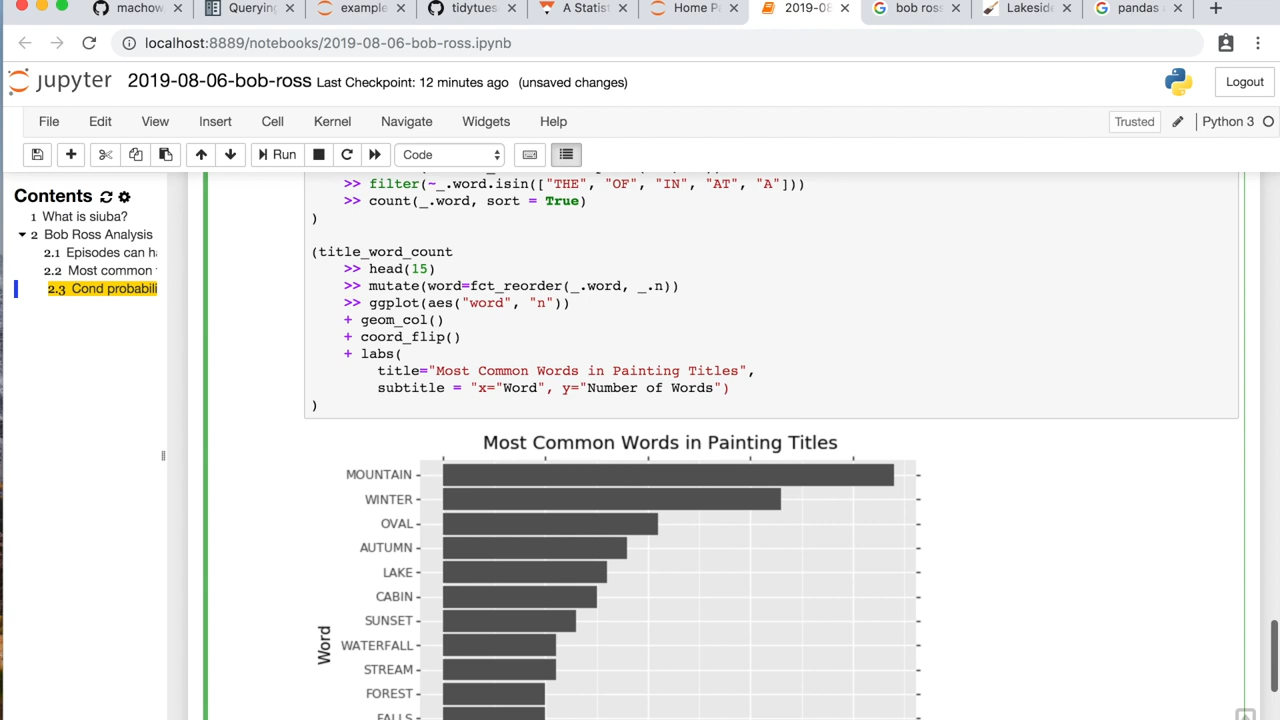 machow
Querying
example
tidytues
A Statist
Home P
2019-08
bob ross
Lakeside
pandas
localhost:8889/notebooks/2019-08-06-bob-ross.ipynb
jupyter 2019-08-06-bob-ross Last Checkpoint: 12 minutes ago (unsaved changes)
Logout
File Edit View Insert Cell Kernel Navigate Widgets Help
Trusted Python 3
Run Code
Contents
1 What is siuba?
2 Bob Ross Analysis
2.1 Episodes can ha
2.2 Most common
2.3 Cond probabili
>> filter(~_.word.isin(["THE", "OF", "IN", "AT", "A"]))
>> count(_.word, sort = True)
)
(title_word_count
>> head(15)
>> mutate(word=fct_reorder(_.word, _.n))
>> ggplot(aes("word", "n"))
+ geom_col()
+ coord_flip()
+ labs(
title="Most Common Words in Painting Titles",
subtitle = "x="Word", y="Number of Words")
)
Most Common Words in Painting Titles
MOUNTAIN
WINTER
OVAL
AUTUMN
LAKE
CABIN
SUNSET
WATERFALL
STREAM
FOREST
FALLS
Word